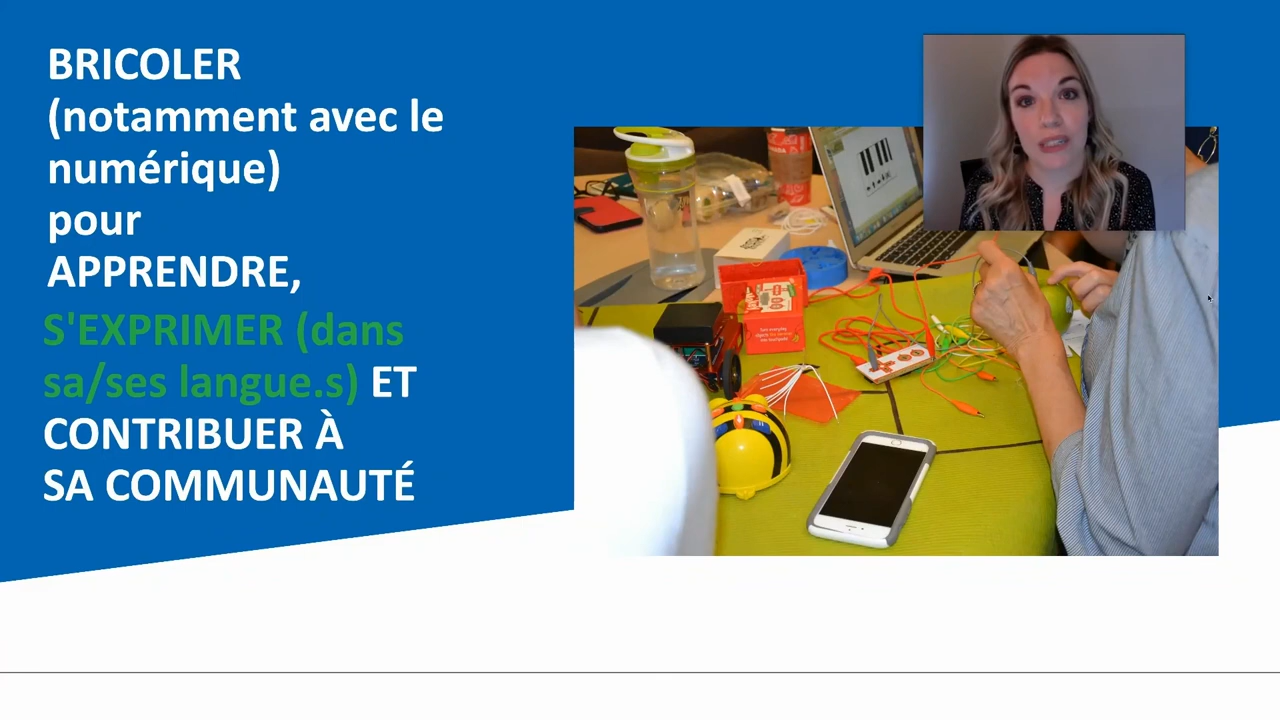 BRICOLER
(notamment avec le
numérique)
pour
APPRENDRE,
S'EXPRIMER (dans
sa/ses langue.s) ET
CONTRIBUER À
SA COMMUNAUTÉ